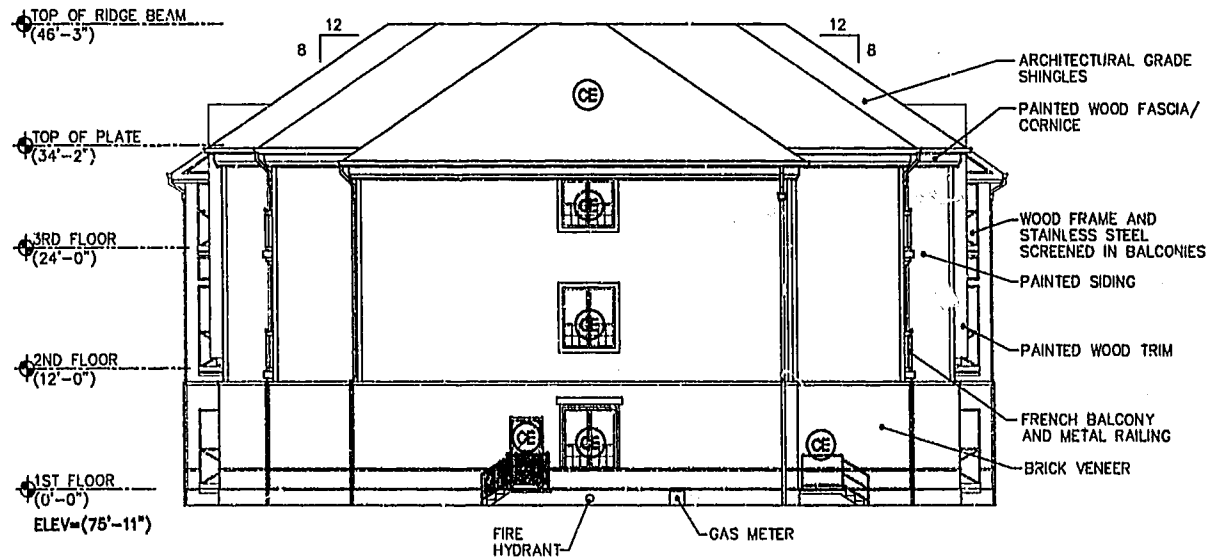 TOP OF RIDGE BEAM
(46'-3")
12
8
12
8
TOP OF PLATE
(34'-2")
3RD FLOOR
(24'-0")
2ND FLOOR
(12'-0")
1ST FLOOR
(0'-0")
ELEV=(75'-11")
CE
CE
CE
CE
CE
CE
ARCHITECTURAL GRADE
SHINGLES
PAINTED WOOD FASCIA/
CORNICE
WOOD FRAME AND
STAINLESS STEEL
SCREENED IN BALCONIES
PAINTED SIDING
PAINTED WOOD TRIM
FRENCH BALCONY
AND METAL RAILING
BRICK VENEER
FIRE
HYDRANT
GAS METER